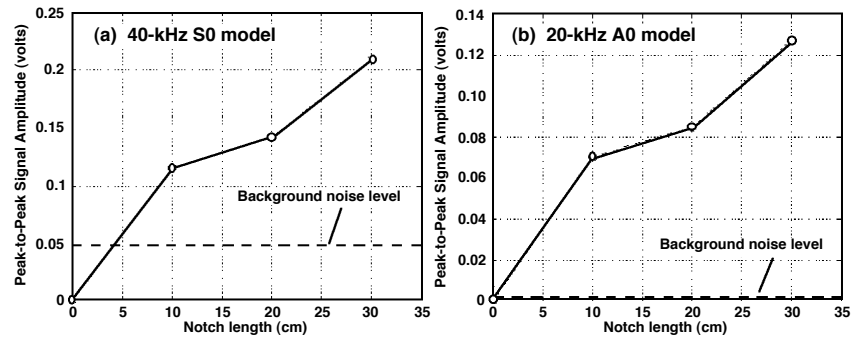 (a) 40-kHz S0 model
Peak-to-Peak Signal Amplitude (volts)
0.25
0.2
0.15
0.1
0.05
0
Background noise level
0 5 10 15 20 25 30 35
Notch length (cm)
(b) 20-kHz A0 model
Peak-to-Peak Signal Amplitude (volts)
0.14
0.12
0.10
0.08
0.06
0.04
0.02
0
Background noise level
0 5 10 15 20 25 30 35
Notch length (cm)